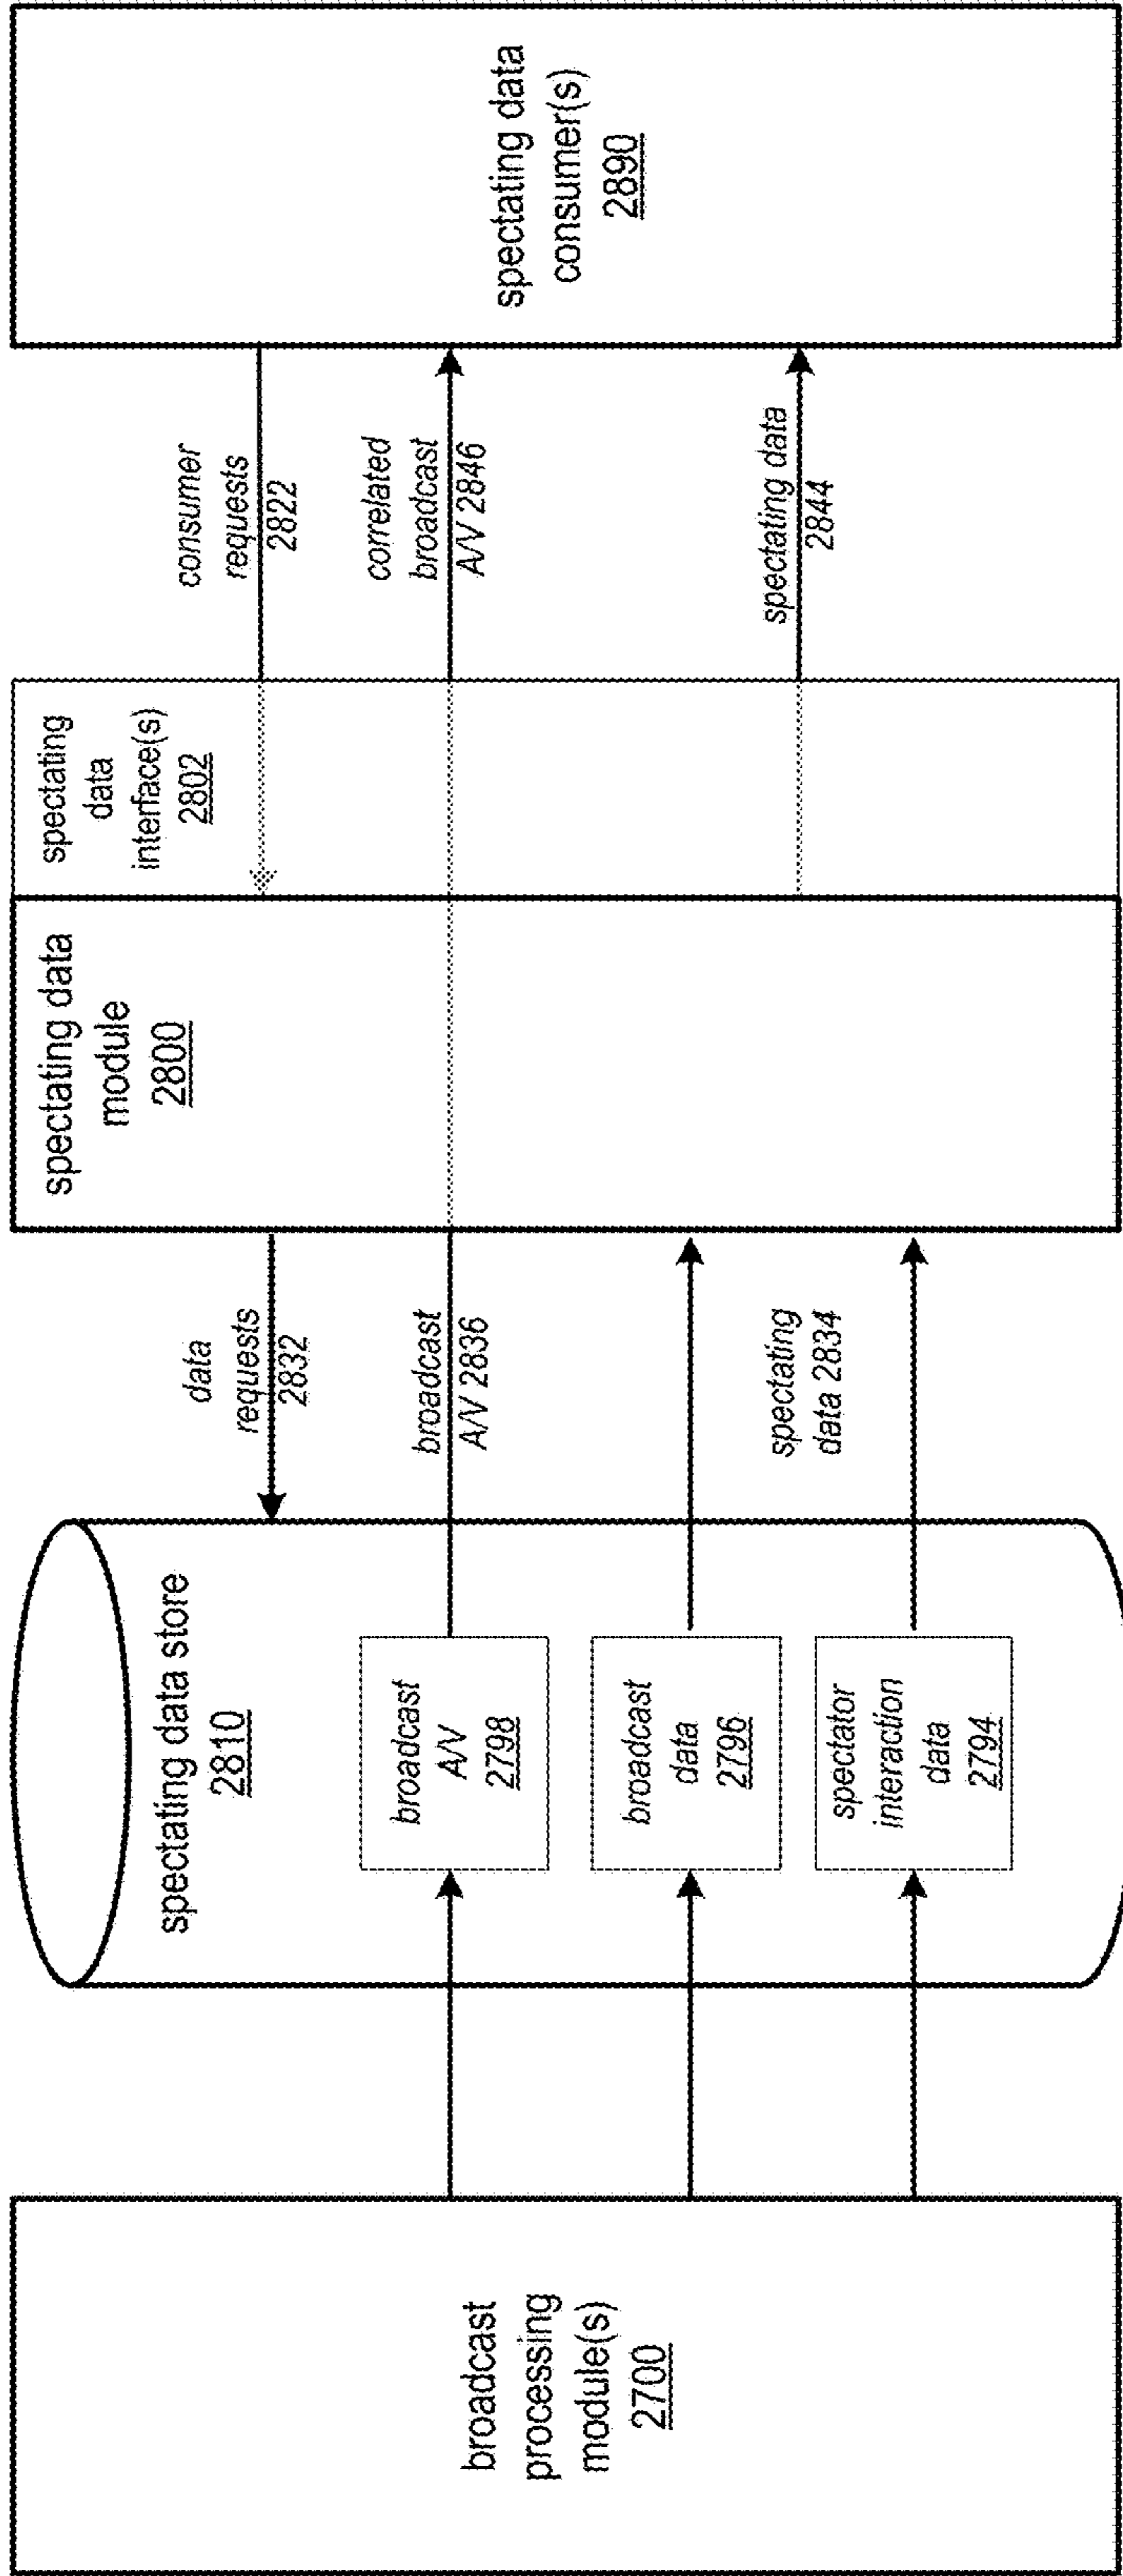 broadcast
processing
module(s)
2700
spectating data store
2810
broadcast
A/V
2798
broadcast
data
2796
spectator
interaction
data
2794
data
requests
2832
broadcast
A/V 2836
spectating
data 2834
spectating data
module
2800
spectating
data
interface(s)
2802
consumer
requests
2822
correlated
broadcast
A/V 2846
spectating data
2844
spectating data
consumer(s)
2890